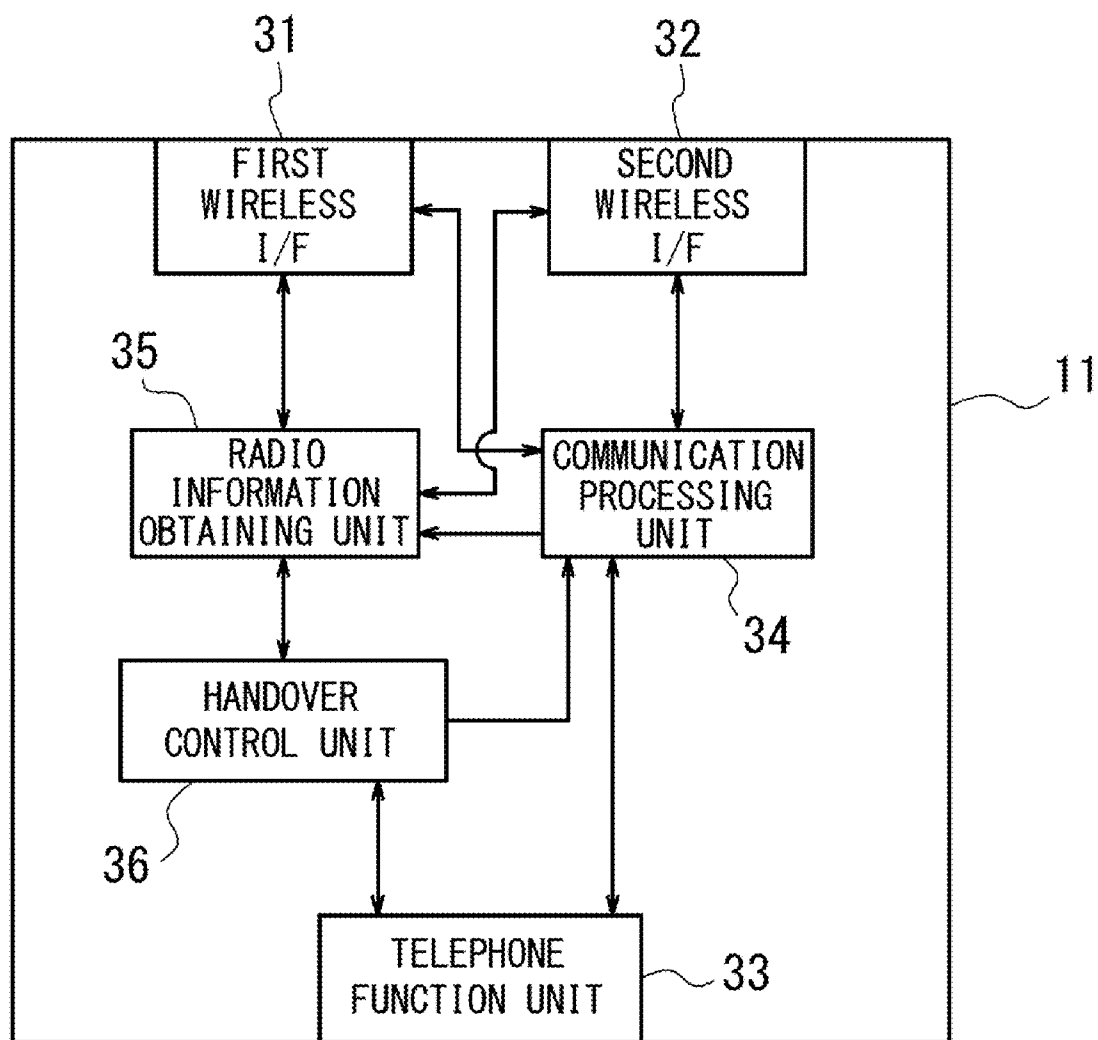 31
32
FIRST
WIRELESS
I/F
SECOND
WIRELESS
I/F
35
11
RADIO
INFORMATION
OBTAINING UNIT
COMMUNICATION
PROCESSING
UNIT
34
HANDOVER
CONTROL UNIT
36
TELEPHONE
FUNCTION UNIT
33